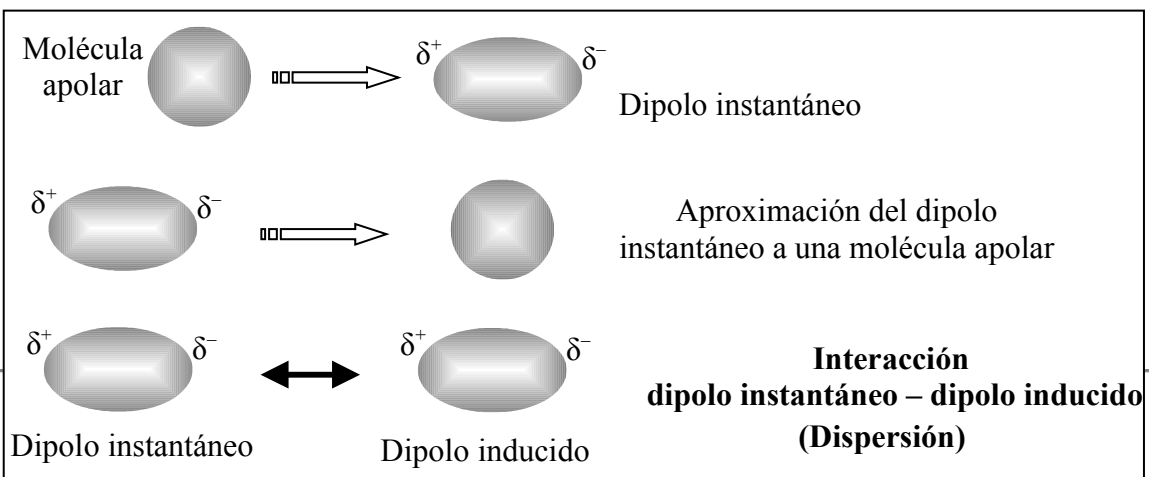 Molécula
apolar
δ+
δ–
Dipolo instantáneo
δ+
δ–
Aproximación del dipolo
instantáneo a una molécula apolar
δ+
δ–
δ+
δ–
Interacción
dipolo instantáneo – dipolo inducido
(Dispersión)
Dipolo instantáneo
Dipolo inducido